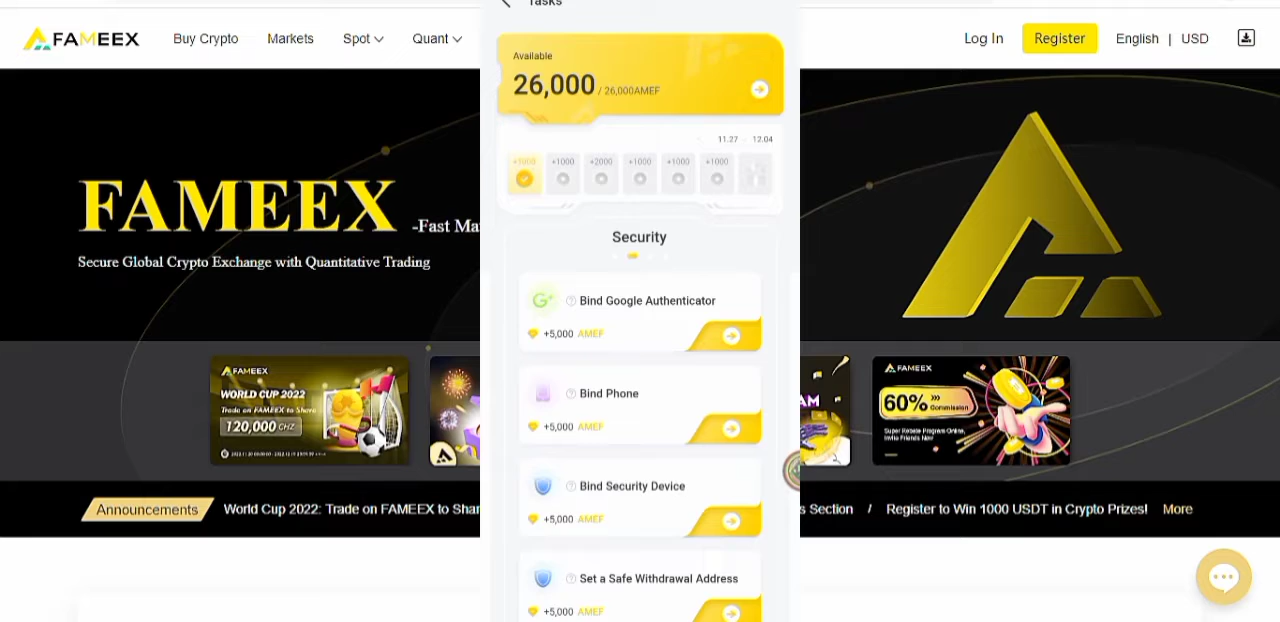 Tasks
FAMEEX
Buy Crypto
Markets
Spot
Quant
Log In
Register
English | USD
Available
26,000 / 26,000AMEF
11.27 - 12.04
+1000 +1000 +2000 +1000 +1000 +1000
FAMEEX -Fast Ma
Secure Global Crypto Exchange with Quantitative Trading
Security
Bind Google Authenticator
+5,000 AMEF
Bind Phone
+5,000 AMEF
Bind Security Device
+5,000 AMEF
Set a Safe Withdrawal Address
+5,000 AMEF
FAMEEX
WORLD CUP 2022
Trade on FAMEEX to Share
120,000 CHZ
AM
FAMEEX
60% Commission
Super Rebate Program Online,
Invite Friends Now
Announcements
World Cup 2022: Trade on FAMEEX to Shar
s Section / Register to Win 1000 USDT in Crypto Prizes! More